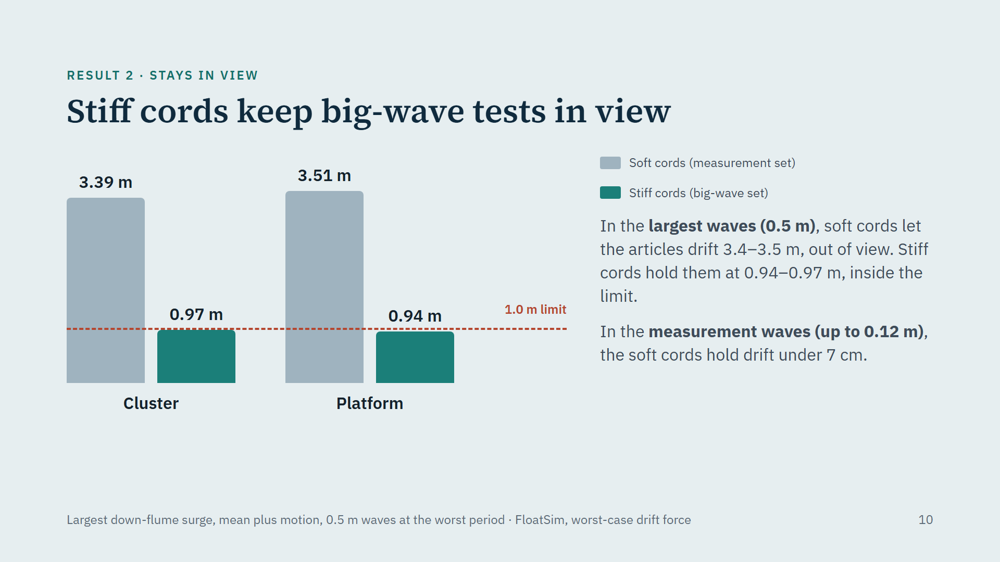 RESULT 2 · STAYS IN VIEW
Stiff cords keep big-wave tests in view
3.39 m
3.51 m
0.97 m
0.94 m
1.0 m limit
Cluster
Platform
Soft cords (measurement set)
Stiff cords (big-wave set)
In the largest waves (0.5 m), soft cords let
the articles drift 3.4–3.5 m, out of view. Stiff
cords hold them at 0.94–0.97 m, inside the
limit.
In the measurement waves (up to 0.12 m),
the soft cords hold drift under 7 cm.
Largest down-flume surge, mean plus motion, 0.5 m waves at the worst period · FloatSim, worst-case drift force
10